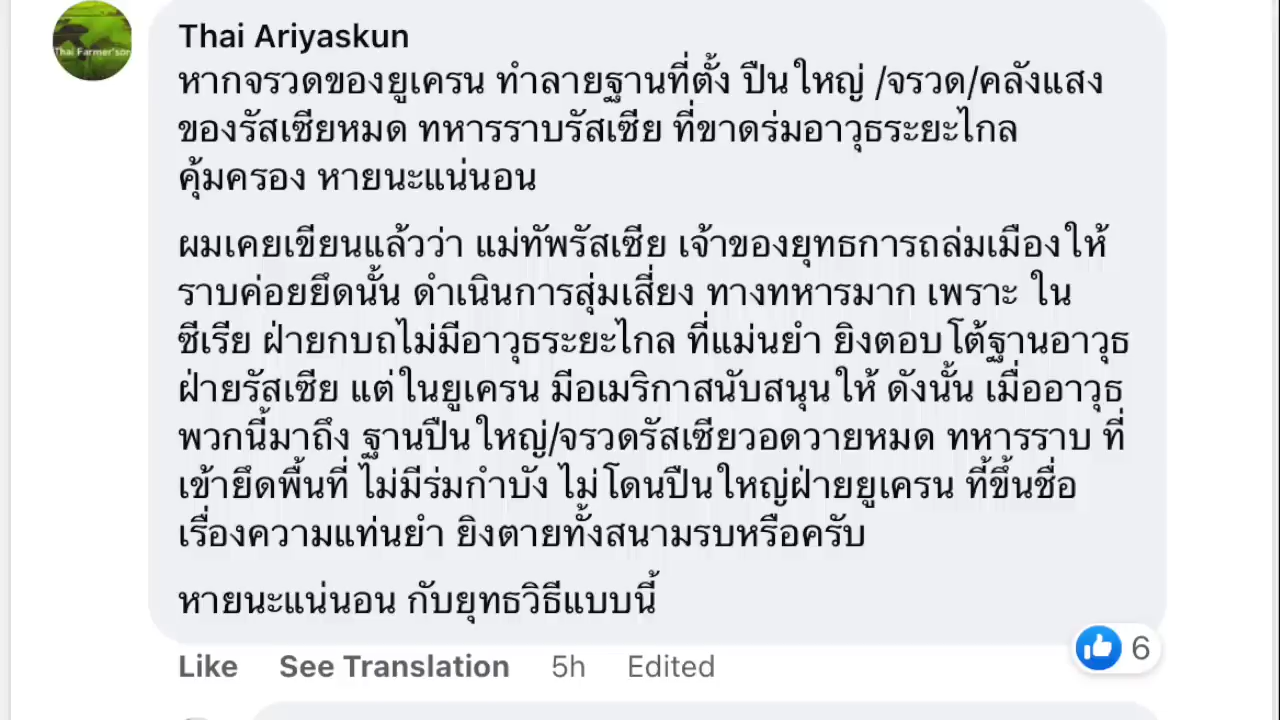 Thai Farmer'son
Thai Ariyaskun
หากจรวดของยูเครน ทำลายฐานที่ตั้ง ปืนใหญ่ /จรวด/คลังแสง
ของรัสเซียหมด ทหารราบรัสเซีย ที่ขาดร่มอาวุธระยะไกล
คุ้มครอง หายนะแน่นอน
ผมเคยเขียนแล้วว่า แม่ทัพรัสเซีย เจ้าของยุทธการถล่มเมืองให้
ราบค่อยยึดนั้น ดำเนินการสุ่มเสี่ยง ทางทหารมาก เพราะ ใน
ซีเรีย ฝ่ายกบถไม่มีอาวุธระยะไกล ที่แม่นยำ ยิงตอบโต้ฐานอาวุธ
ฝ่ายรัสเซีย แต่ในยูเครน มีอเมริกาสนับสนุนให้ ดังนั้น เมื่ออาวุธ
พวกนี้มาถึง ฐานปืนใหญ่/จรวดรัสเซียวอดวายหมด ทหารราบ ที่
เข้ายึดพื้นที่ ไม่มีร่มกำบัง ไม่โดนปืนใหญ่ฝ่ายยูเครน ที่ขึ้นชื่อ
เรื่องความแท่นยำ ยิงตายทั้งสนามรบหรือครับ
หายนะแน่นอน กับยุทธวิธีแบบนี้
6
Like See Translation 5h Edited